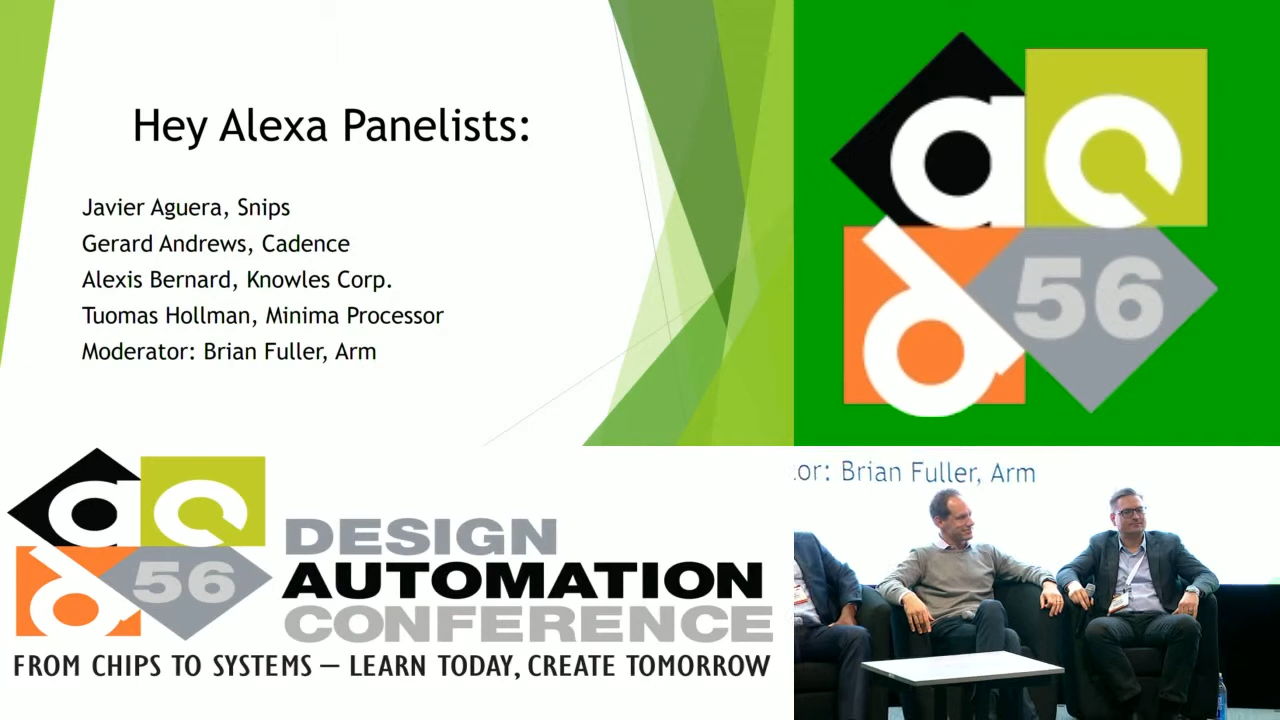 Hey Alexa Panelists:
Javier Aguera, Snips
Gerard Andrews, Cadence
Alexis Bernard, Knowles Corp.
Tuomas Hollman, Minima Processor
Moderator: Brian Fuller, Arm
dac
56
dac
56
DESIGN
AUTOMATION
CONFERENCE
FROM CHIPS TO SYSTEMS — LEARN TODAY, CREATE TOMORROW
or: Brian Fuller, Arm